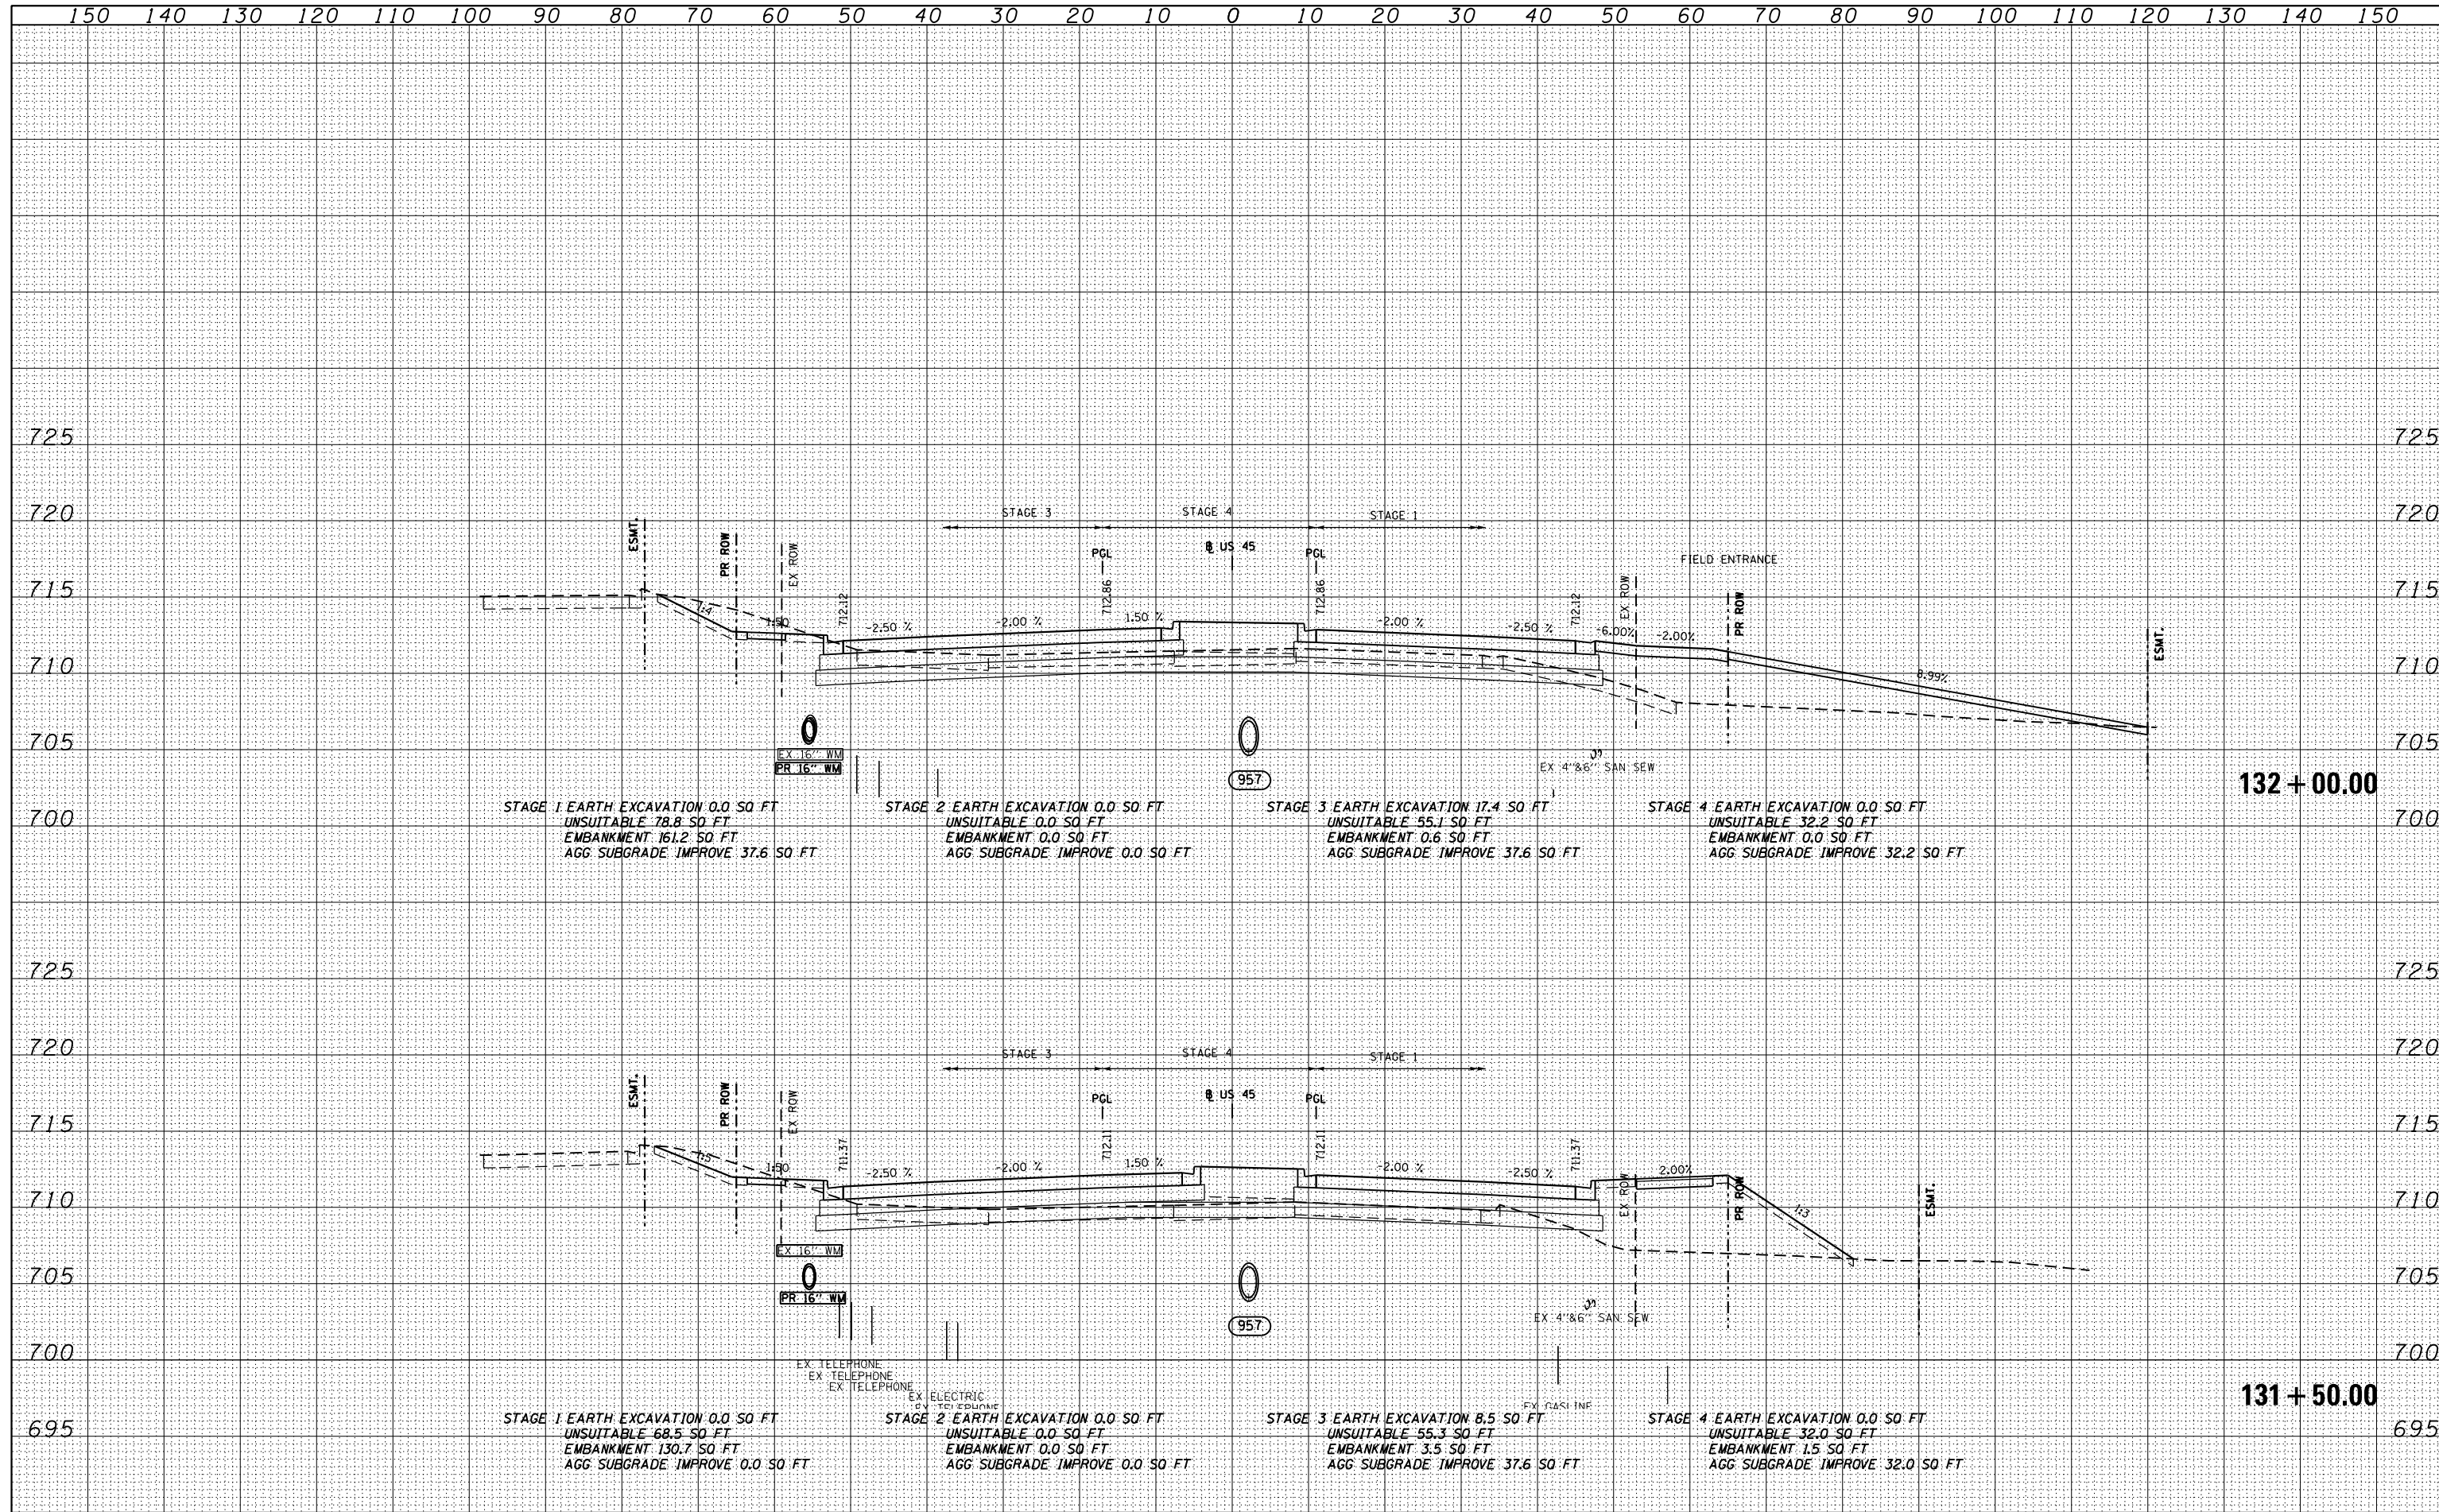 150 140 130 120 110 100 90 80 70 60 50 40 30 20 10 0 10 20 30 40 50 60 70 80 90 100 110 120 130 140 150
725 725
720 720
STAGE 3 STAGE 4 STAGE 1
ESMT. PR ROW EX ROW PGL B US 45 PGL
FIELD ENTRANCE
EX ROW PR ROW ESMT.
715 715
712.12 712.86 712.86 712.12
1:4 1:50 -2.50 % -2.00 % 1.50 % -2.00 % -2.50 % -6.00% -2.00%
8.99%
710 710
705 705
EX 16" WM
PR 16" WM
957
EX 4"&6" SAN SEW
132+00.00
700 700
STAGE 1 EARTH EXCAVATION 0.0 SQ FT
UNSUITABLE 78.8 SQ FT
EMBANKMENT 161.2 SQ FT
AGG SUBGRADE IMPROVE 37.6 SQ FT
STAGE 2 EARTH EXCAVATION 0.0 SQ FT
UNSUITABLE 0.0 SQ FT
EMBANKMENT 0.0 SQ FT
AGG SUBGRADE IMPROVE 0.0 SQ FT
STAGE 3 EARTH EXCAVATION 17.4 SQ FT
UNSUITABLE 55.1 SQ FT
EMBANKMENT 0.6 SQ FT
AGG SUBGRADE IMPROVE 37.6 SQ FT
STAGE 4 EARTH EXCAVATION 0.0 SQ FT
UNSUITABLE 32.2 SQ FT
EMBANKMENT 0.0 SQ FT
AGG SUBGRADE IMPROVE 32.2 SQ FT
725 725
720 720
STAGE 3 STAGE 4 STAGE 1
ESMT. PR ROW EX ROW PGL B US 45 PGL
715 715
711.37 712.11 712.11 711.37
1:5 1:50 -2.50 % -2.00 % 1.50 % -2.00 % -2.50 % 2.00%
EX ROW PR ROW ESMT.
1:3
710 710
EX 16" WM
705 705
PR 16" WM
957
EX 4"&6" SAN SEW
700 700
EX TELEPHONE
EX TELEPHONE
EX TELEPHONE
EX ELECTRIC
EX TELEPHONE
EX GASLINE
131+50.00
695 695
STAGE 1 EARTH EXCAVATION 0.0 SQ FT
UNSUITABLE 68.5 SQ FT
EMBANKMENT 130.7 SQ FT
AGG SUBGRADE IMPROVE 0.0 SQ FT
STAGE 2 EARTH EXCAVATION 0.0 SQ FT
UNSUITABLE 0.0 SQ FT
EMBANKMENT 0.0 SQ FT
AGG SUBGRADE IMPROVE 0.0 SQ FT
STAGE 3 EARTH EXCAVATION 8.5 SQ FT
UNSUITABLE 55.3 SQ FT
EMBANKMENT 3.5 SQ FT
AGG SUBGRADE IMPROVE 37.6 SQ FT
STAGE 4 EARTH EXCAVATION 0.0 SQ FT
UNSUITABLE 32.0 SQ FT
EMBANKMENT 1.5 SQ FT
AGG SUBGRADE IMPROVE 32.0 SQ FT